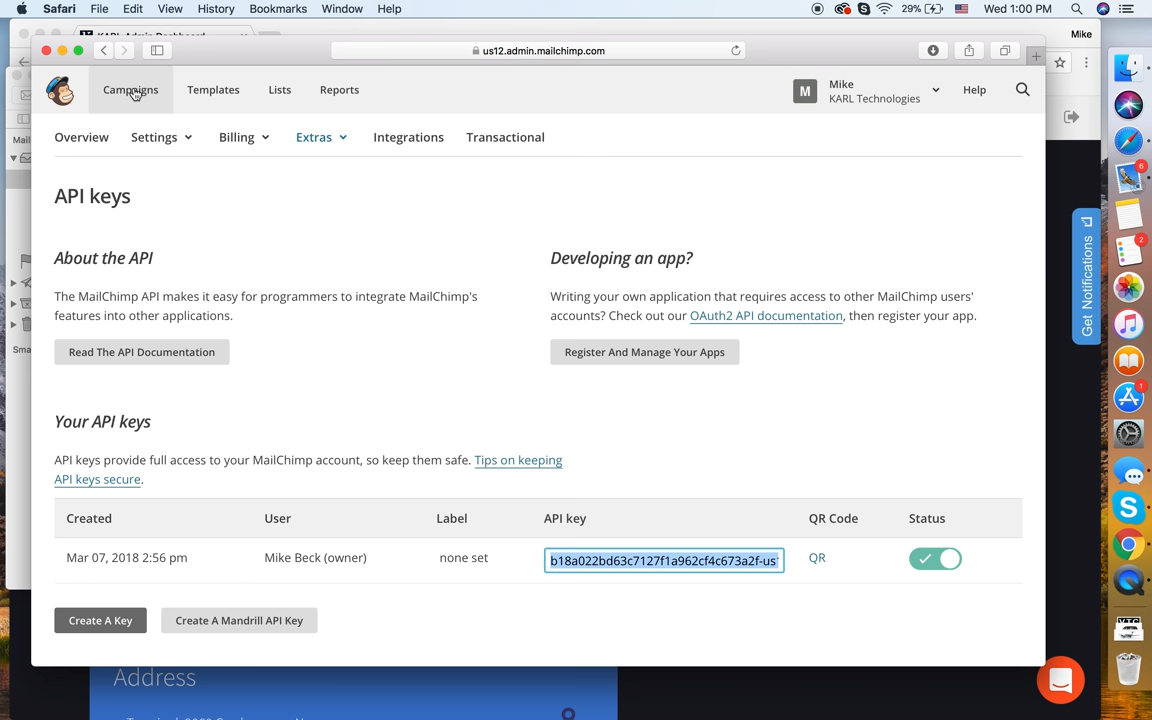 Safari File Edit View History Bookmarks Window Help 29% Wed 1:00 PM
Mike
us12.admin.mailchimp.com
Campaigns Templates Lists Reports
M Mike
KARL Technologies
Help
Overview Settings Billing Extras Integrations Transactional
Mail
API keys
About the API
Developing an app?
The MailChimp API makes it easy for programmers to integrate MailChimp's
features into other applications.
Writing your own application that requires access to other MailChimp users'
accounts? Check out our OAuth2 API documentation, then register your app.
Read The API Documentation
Register And Manage Your Apps
Get Notifications
Sma
Your API keys
API keys provide full access to your MailChimp account, so keep them safe. Tips on keeping
API keys secure.
Created User Label API key QR Code Status
Mar 07, 2018 2:56 pm Mike Beck (owner) none set b18a022bd63c7127f1a962cf4c673a2f-us QR
Create A Key
Create A Mandrill API Key
Address
6
2
1